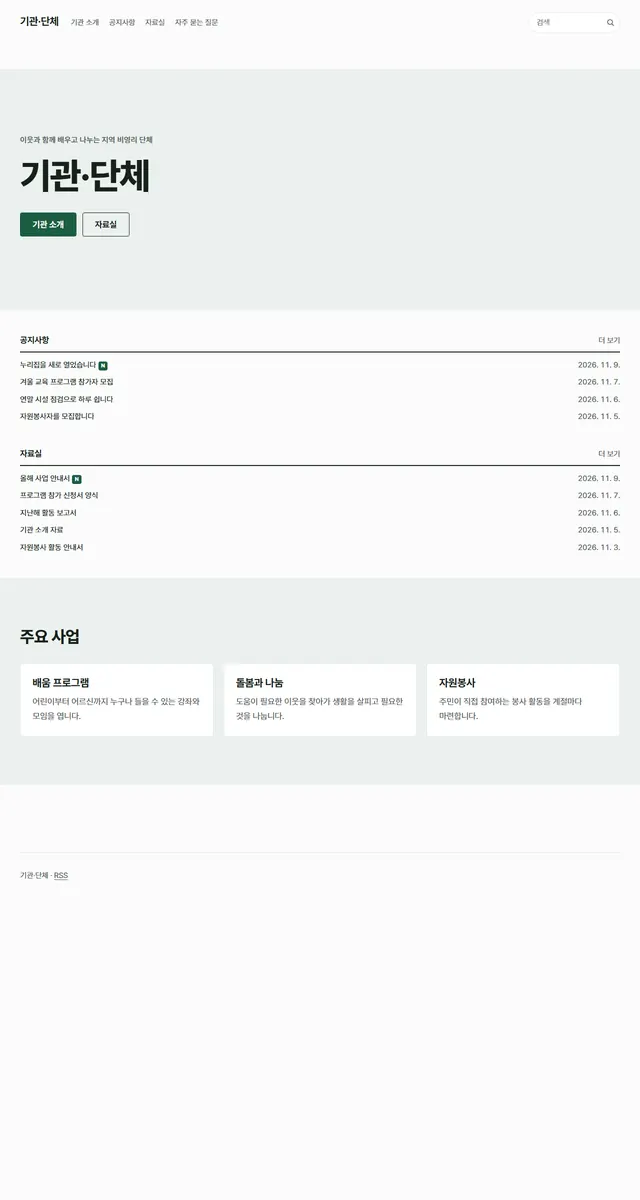 기관·단체
기관 소개 공지사항 자료실 자주 묻는 질문
검색
이웃과 함께 배우고 나누는 지역 비영리 단체
기관·단체
기관 소개 자료실
공지사항 더 보기
누리집을 새로 열었습니다 N 2026. 11. 9.
겨울 교육 프로그램 참가자 모집 2026. 11. 7.
연말 시설 점검으로 하루 쉽니다 2026. 11. 6.
자원봉사자를 모집합니다 2026. 11. 5.
자료실 더 보기
올해 사업 안내서 N 2026. 11. 9.
프로그램 참가 신청서 양식 2026. 11. 7.
지난해 활동 보고서 2026. 11. 6.
기관 소개 자료 2026. 11. 5.
자원봉사 활동 안내서 2026. 11. 3.
주요 사업
배움 프로그램
어린이부터 어르신까지 누구나 들을 수 있는 강좌와
모임을 엽니다.
돌봄과 나눔
도움이 필요한 이웃을 찾아가 생활을 살피고 필요한
것을 나눕니다.
자원봉사
주민이 직접 참여하는 봉사 활동을 계절마다
마련합니다.
기관·단체 · RSS